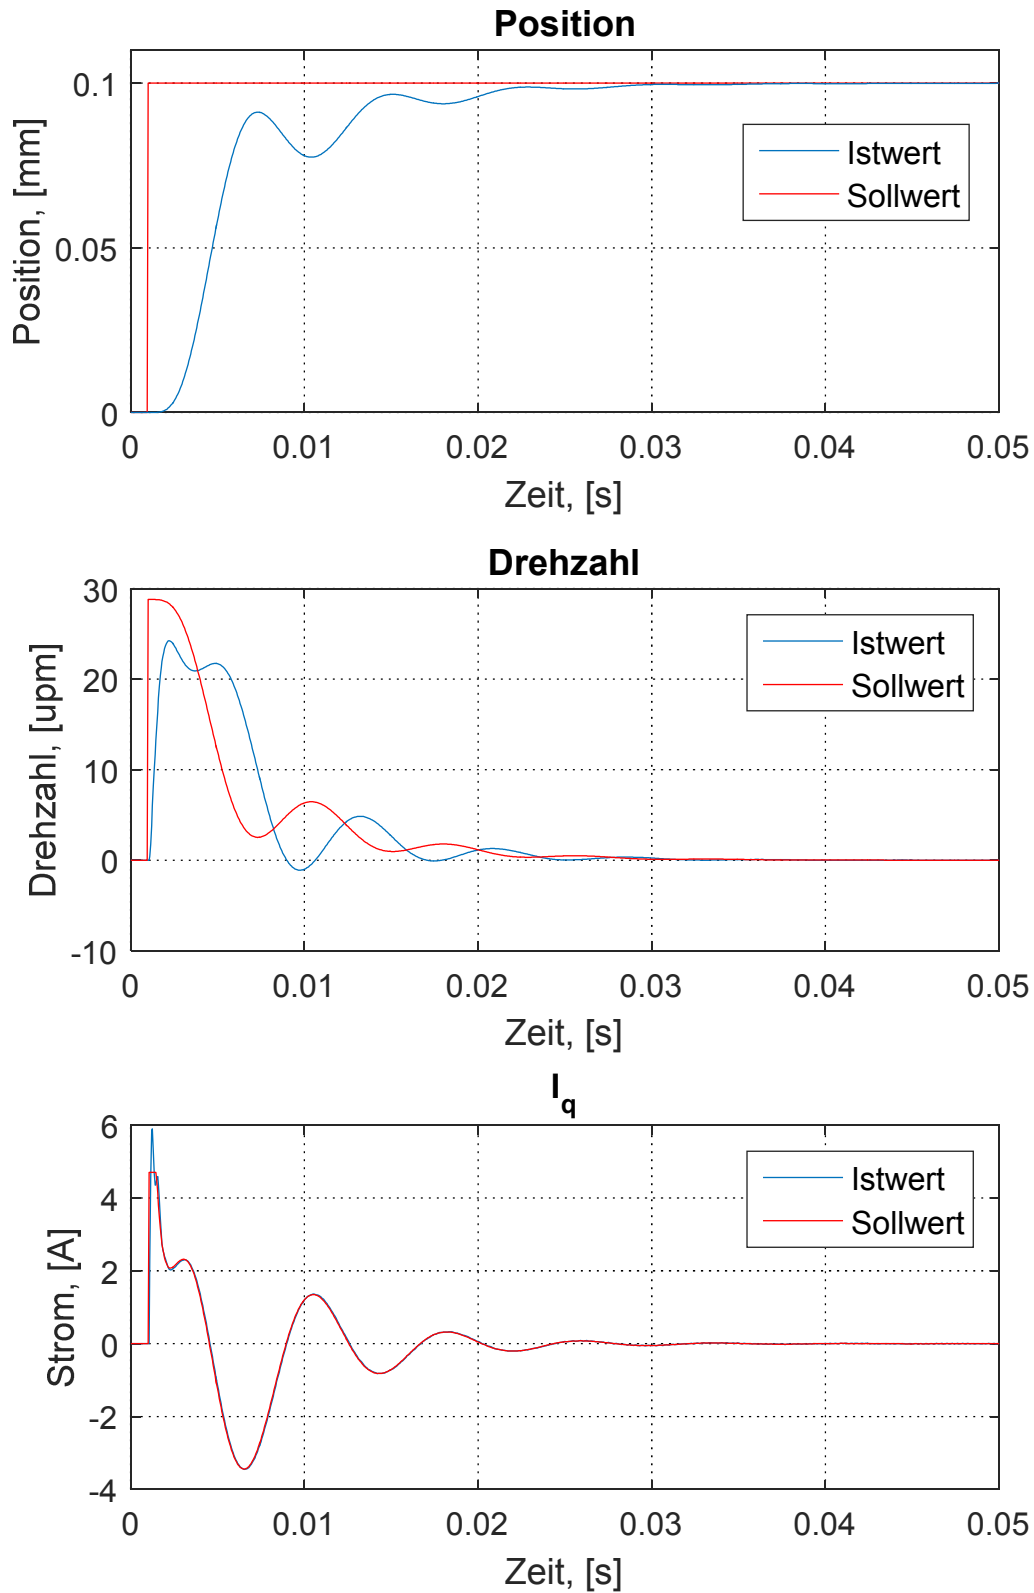 Position
0.1
0.05
0
Position, [mm]
Istwert
Sollwert
0 0.01 0.02 0.03 0.04 0.05
Zeit, [s]
Drehzahl
30
20
10
0
-10
Drehzahl, [upm]
Istwert
Sollwert
0 0.01 0.02 0.03 0.04 0.05
Zeit, [s]
I_q
6
4
2
0
-2
-4
Strom, [A]
Istwert
Sollwert
0 0.01 0.02 0.03 0.04 0.05
Zeit, [s]